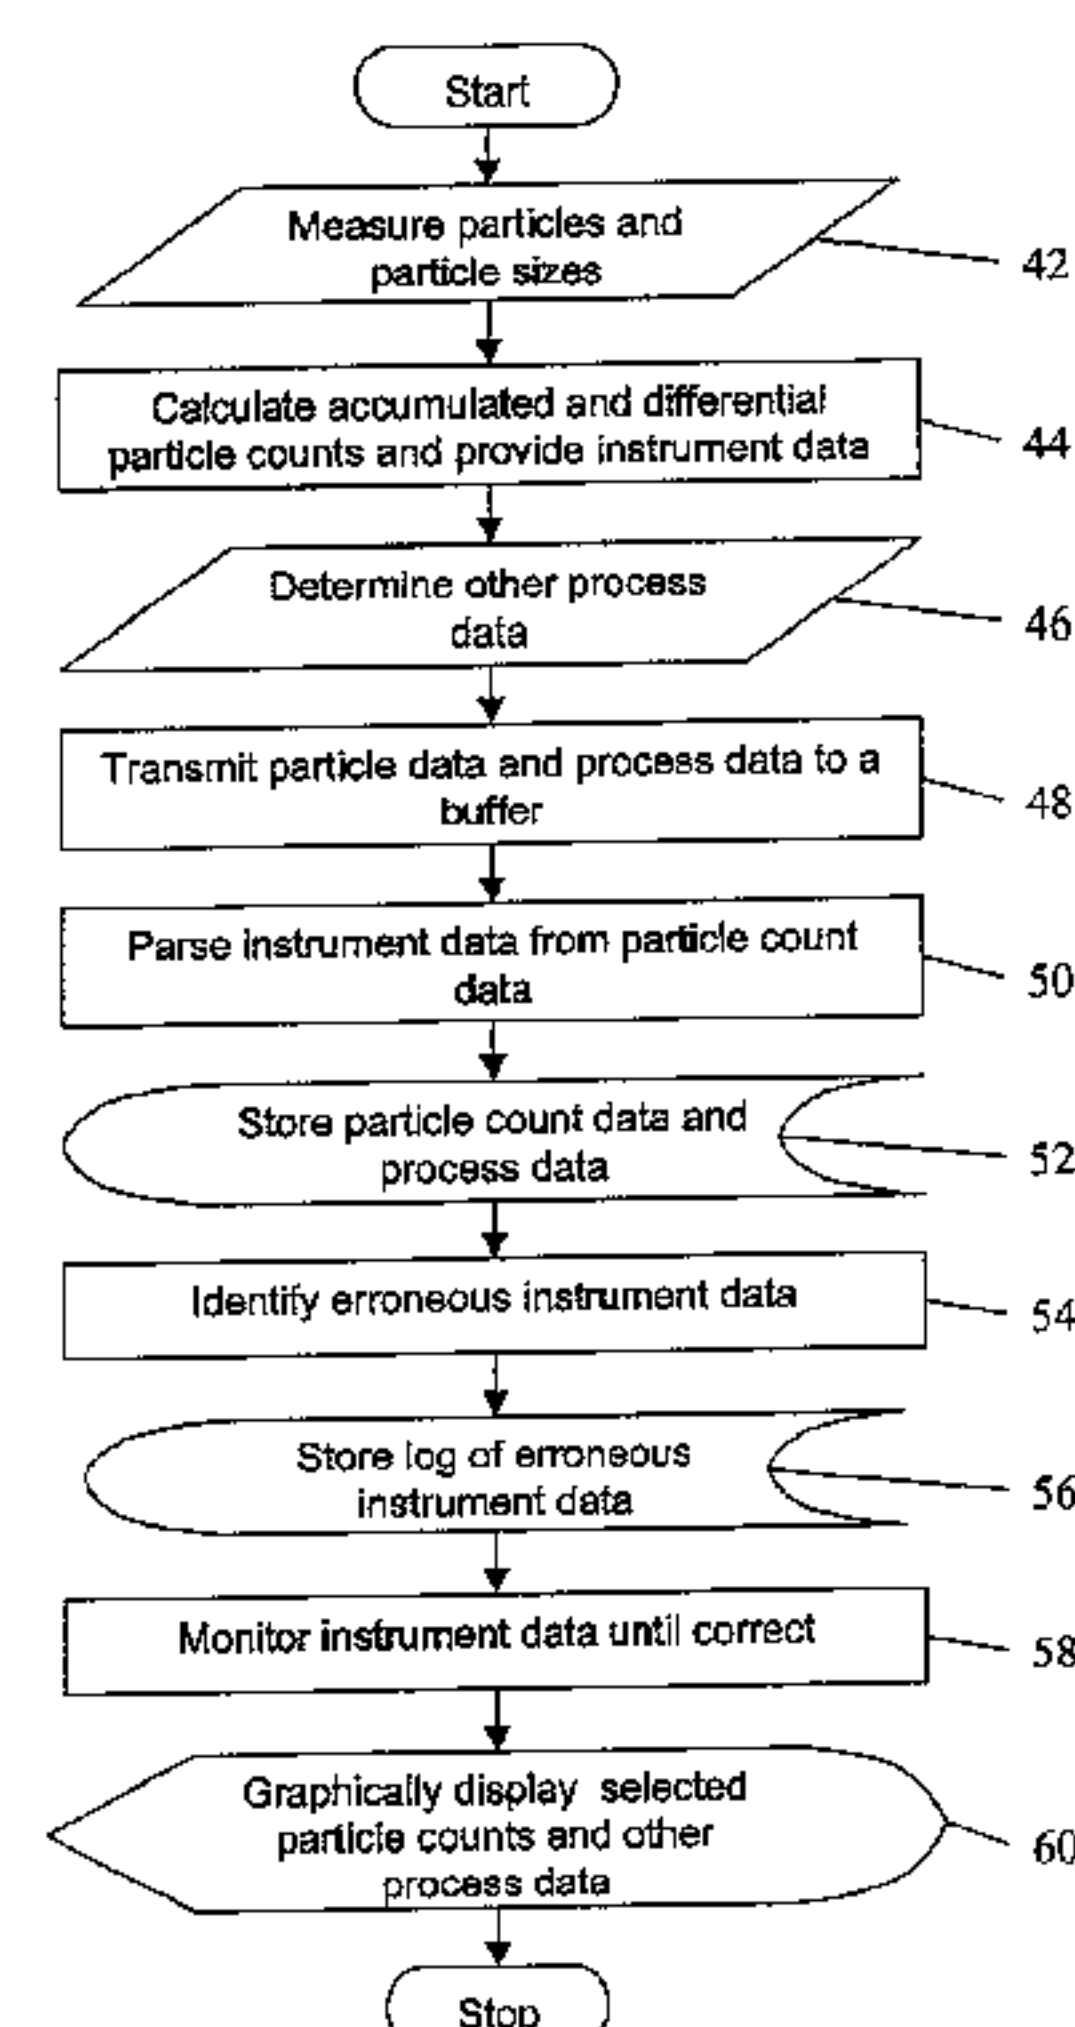 Start
Measure particles and
particle sizes
42
Calculate accumulated and differential
particle counts and provide instrument data
44
Determine other process
data
46
Transmit particle data and process data to a
buffer
48
Parse instrument data from particle count
data
50
Store particle count data and
process data
52
Identify erroneous instrument data
54
Store log of erroneous
instrument data
56
Monitor instrument data until correct
58
Graphically display selected
particle counts and other
process data
60
Stop